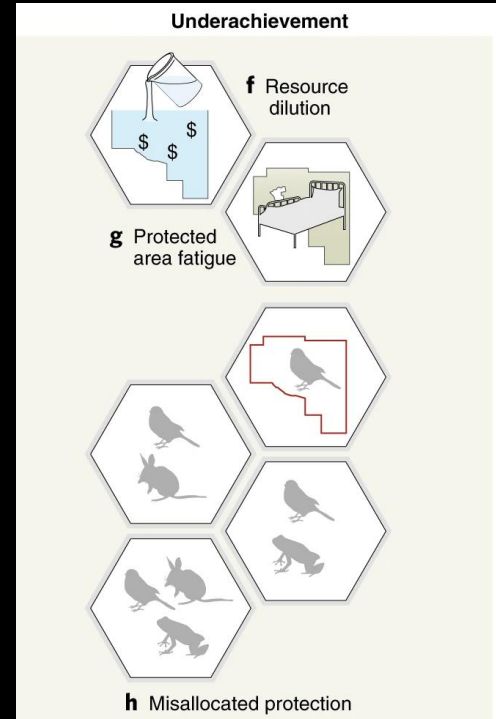 Underachievement
f Resource
dilution
$
$
$
g Protected
area fatigue
h Misallocated protection